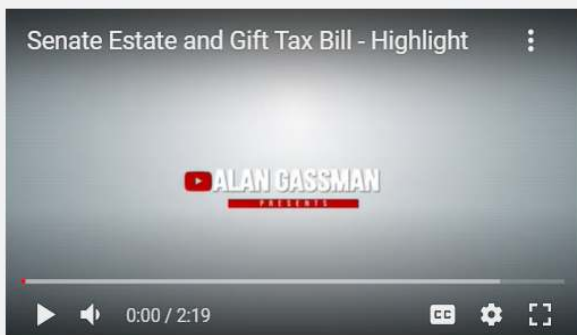 Senate Estate and Gift Tax Bill - Highlight
ALAN GASSMAN
PRESENTS
0:00 / 2:19
CC